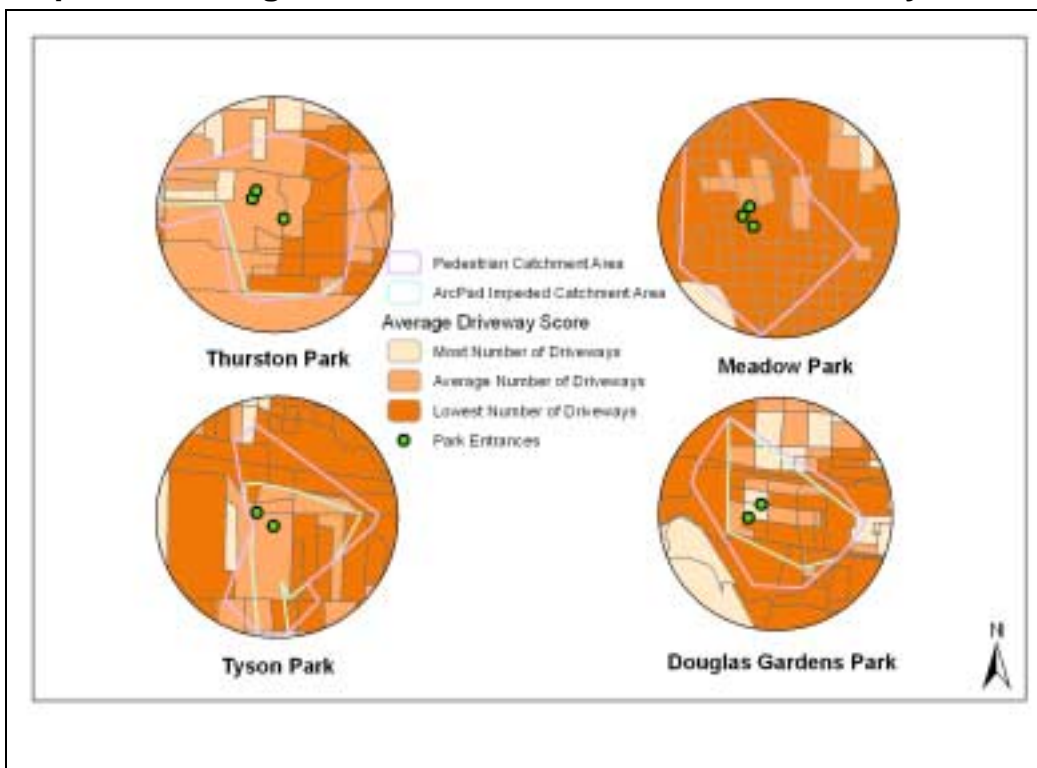 Pedestrian Catchment Area
ArcPad Impeded Catchment Area
Average Driveway Score
Most Number of Driveways
Average Number of Driveways
Lowest Number of Driveways
Park Entrances
Thurston Park
Meadow Park
Tyson Park
Douglas Gardens Park
N